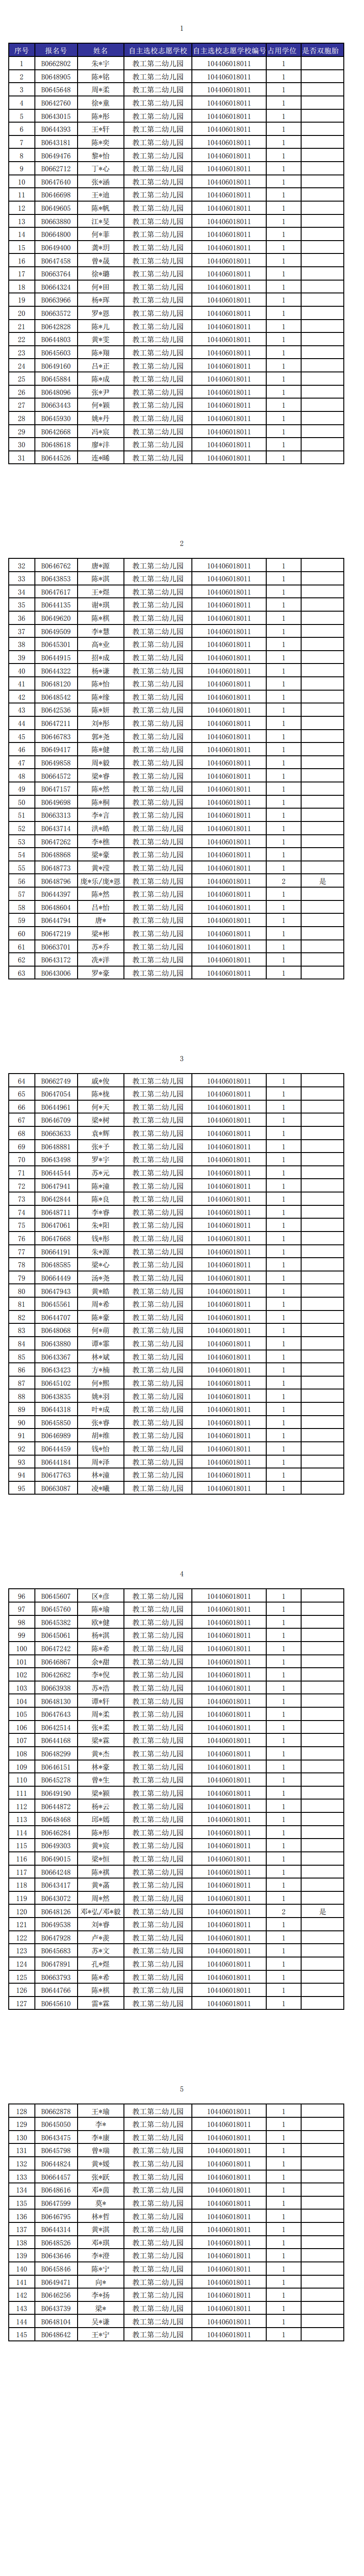 1
序号 报名号 姓名 自主选校志愿学校 自主选校志愿学校编号 占用学位 是否双胞胎
1 B0662802 朱*宇 教工第二幼儿园 104406018011 1
2 B0648905 陈*铭 教工第二幼儿园 104406018011 1
3 B0645648 周*柔 教工第二幼儿园 104406018011 1
4 B0642760 徐*童 教工第二幼儿园 104406018011 1
5 B0643015 陈*彤 教工第二幼儿园 104406018011 1
6 B0644393 王*轩 教工第二幼儿园 104406018011 1
7 B0643181 陈*奕 教工第二幼儿园 104406018011 1
8 B0649476 黎*怡 教工第二幼儿园 104406018011 1
9 B0662712 丁*心 教工第二幼儿园 104406018011 1
10 B0647640 张*涵 教工第二幼儿园 104406018011 1
11 B0646698 王*迪 教工第二幼儿园 104406018011 1
12 B0649605 陈*帆 教工第二幼儿园 104406018011 1
13 B0663880 江*旻 教工第二幼儿园 104406018011 1
14 B0664800 何*菲 教工第二幼儿园 104406018011 1
15 B0649400 龚*玥 教工第二幼儿园 104406018011 1
16 B0647458 曾*晟 教工第二幼儿园 104406018011 1
17 B0663764 徐*璐 教工第二幼儿园 104406018011 1
18 B0664324 何*田 教工第二幼儿园 104406018011 1
19 B0663966 杨*珲 教工第二幼儿园 104406018011 1
20 B0663572 罗*恩 教工第二幼儿园 104406018011 1
21 B0642828 陈*儿 教工第二幼儿园 104406018011 1
22 B0644803 黄*雯 教工第二幼儿园 104406018011 1
23 B0645603 陈*翔 教工第二幼儿园 104406018011 1
24 B0649160 吕*正 教工第二幼儿园 104406018011 1
25 B0645884 陈*成 教工第二幼儿园 104406018011 1
26 B0648096 张*尹 教工第二幼儿园 104406018011 1
27 B0663443 何*颖 教工第二幼儿园 104406018011 1
28 B0645930 姚*丹 教工第二幼儿园 104406018011 1
29 B0642668 冯*宸 教工第二幼儿园 104406018011 1
30 B0648618 廖*洋 教工第二幼儿园 104406018011 1
31 B0644526 连*晞 教工第二幼儿园 104406018011 1
2
32 B0646762 唐*源 教工第二幼儿园 104406018011 1
33 B0643853 陈*淇 教工第二幼儿园 104406018011 1
34 B0647617 王*煜 教工第二幼儿园 104406018011 1
35 B0644135 谢*琪 教工第二幼儿园 104406018011 1
36 B0649620 陈*棋 教工第二幼儿园 104406018011 1
37 B0649509 李*慧 教工第二幼儿园 104406018011 1
38 B0645301 高*业 教工第二幼儿园 104406018011 1
39 B0644915 招*成 教工第二幼儿园 104406018011 1
40 B0644322 杨*谦 教工第二幼儿园 104406018011 1
41 B0648120 陈*怡 教工第二幼儿园 104406018011 1
42 B0648542 陈*缘 教工第二幼儿园 104406018011 1
43 B0642536 陈*妍 教工第二幼儿园 104406018011 1
44 B0647211 刘*彤 教工第二幼儿园 104406018011 1
45 B0646783 郭*尧 教工第二幼儿园 104406018011 1
46 B0649417 陈*健 教工第二幼儿园 104406018011 1
47 B0649858 周*毅 教工第二幼儿园 104406018011 1
48 B0664572 梁*睿 教工第二幼儿园 104406018011 1
49 B0647157 陈*然 教工第二幼儿园 104406018011 1
50 B0649698 陈*桐 教工第二幼儿园 104406018011 1
51 B0663313 李*言 教工第二幼儿园 104406018011 1
52 B0643714 洪*皓 教工第二幼儿园 104406018011 1
53 B0647262 李*樵 教工第二幼儿园 104406018011 1
54 B0648868 梁*豪 教工第二幼儿园 104406018011 1
55 B0648773 黄*滢 教工第二幼儿园 104406018011 1
56 B0648796 庞*乐/庞*恩 教工第二幼儿园 104406018011 2 是
57 B0644397 陈*然 教工第二幼儿园 104406018011 1
58 B0648604 吕*怡 教工第二幼儿园 104406018011 1
59 B0644794 唐* 教工第二幼儿园 104406018011 1
60 B0647219 梁*彬 教工第二幼儿园 104406018011 1
61 B0663701 苏*乔 教工第二幼儿园 104406018011 1
62 B0643172 冼*洋 教工第二幼儿园 104406018011 1
63 B0643006 罗*豪 教工第二幼儿园 104406018011 1
3
64 B0662749 戚*俊 教工第二幼儿园 104406018011 1
65 B0647054 陈*栊 教工第二幼儿园 104406018011 1
66 B0644961 何*天 教工第二幼儿园 104406018011 1
67 B0646709 梁*树 教工第二幼儿园 104406018011 1
68 B0663633 袁*辉 教工第二幼儿园 104406018011 1
69 B0648881 张*予 教工第二幼儿园 104406018011 1
70 B0643498 罗*宇 教工第二幼儿园 104406018011 1
71 B0644544 苏*元 教工第二幼儿园 104406018011 1
72 B0647941 陈*潼 教工第二幼儿园 104406018011 1
73 B0642844 陈*良 教工第二幼儿园 104406018011 1
74 B0648711 李*睿 教工第二幼儿园 104406018011 1
75 B0647061 朱*阳 教工第二幼儿园 104406018011 1
76 B0647668 钱*彤 教工第二幼儿园 104406018011 1
77 B0664191 朱*源 教工第二幼儿园 104406018011 1
78 B0648585 梁*心 教工第二幼儿园 104406018011 1
79 B0664449 汤*尧 教工第二幼儿园 104406018011 1
80 B0647943 黄*皓 教工第二幼儿园 104406018011 1
81 B0645561 周*希 教工第二幼儿园 104406018011 1
82 B0644707 陈*豪 教工第二幼儿园 104406018011 1
83 B0648068 何*萌 教工第二幼儿园 104406018011 1
84 B0643880 谭*霏 教工第二幼儿园 104406018011 1
85 B0643367 林*斌 教工第二幼儿园 104406018011 1
86 B0643423 方*楠 教工第二幼儿园 104406018011 1
87 B0645102 何*熙 教工第二幼儿园 104406018011 1
88 B0643835 姚*羽 教工第二幼儿园 104406018011 1
89 B0644318 叶*成 教工第二幼儿园 104406018011 1
90 B0645850 张*睿 教工第二幼儿园 104406018011 1
91 B0646989 胡*维 教工第二幼儿园 104406018011 1
92 B0644459 钱*怡 教工第二幼儿园 104406018011 1
93 B0644184 周*泽 教工第二幼儿园 104406018011 1
94 B0647763 林*潼 教工第二幼儿园 104406018011 1
95 B0663087 凌*曦 教工第二幼儿园 104406018011 1
4
96 B0645607 区*彦 教工第二幼儿园 104406018011 1
97 B0645760 陈*瑜 教工第二幼儿园 104406018011 1
98 B0645382 欧*健 教工第二幼儿园 104406018011 1
99 B0645061 杨*淇 教工第二幼儿园 104406018011 1
100 B0647242 陈*希 教工第二幼儿园 104406018011 1
101 B0646867 余*甜 教工第二幼儿园 104406018011 1
102 B0642682 李*倪 教工第二幼儿园 104406018011 1
103 B0663938 苏*浩 教工第二幼儿园 104406018011 1
104 B0648130 谭*轩 教工第二幼儿园 104406018011 1
105 B0647643 周*柔 教工第二幼儿园 104406018011 1
106 B0642514 张*柔 教工第二幼儿园 104406018011 1
107 B0644168 梁*霖 教工第二幼儿园 104406018011 1
108 B0648299 黄*杰 教工第二幼儿园 104406018011 1
109 B0646151 林*豪 教工第二幼儿园 104406018011 1
110 B0645278 曾*生 教工第二幼儿园 104406018011 1
111 B0649190 梁*颖 教工第二幼儿园 104406018011 1
112 B0644872 杨*云 教工第二幼儿园 104406018011 1
113 B0648468 邱*嫣 教工第二幼儿园 104406018011 1
114 B0646284 陈*彤 教工第二幼儿园 104406018011 1
115 B0649303 黄*宸 教工第二幼儿园 104406018011 1
116 B0649015 梁*恒 教工第二幼儿园 104406018011 1
117 B0664248 陈*祺 教工第二幼儿园 104406018011 1
118 B0643417 黄*菡 教工第二幼儿园 104406018011 1
119 B0643072 周*然 教工第二幼儿园 104406018011 1
120 B0648126 邓*弘/邓*毅 教工第二幼儿园 104406018011 2 是
121 B0649538 刘*睿 教工第二幼儿园 104406018011 1
122 B0647928 卢*羡 教工第二幼儿园 104406018011 1
123 B0645683 苏*文 教工第二幼儿园 104406018011 1
124 B0647891 孔*煜 教工第二幼儿园 104406018011 1
125 B0663793 陈*希 教工第二幼儿园 104406018011 1
126 B0644766 陈*棋 教工第二幼儿园 104406018011 1
127 B0645610 雷*霖 教工第二幼儿园 104406018011 1
5
128 B0662878 王*瑜 教工第二幼儿园 104406018011 1
129 B0645050 李* 教工第二幼儿园 104406018011 1
130 B0643475 李*康 教工第二幼儿园 104406018011 1
131 B0645798 曾*瑞 教工第二幼儿园 104406018011 1
132 B0644824 黄*媛 教工第二幼儿园 104406018011 1
133 B0664457 张*跃 教工第二幼儿园 104406018011 1
134 B0648616 邓*茵 教工第二幼儿园 104406018011 1
135 B0647599 莫* 教工第二幼儿园 104406018011 1
136 B0646795 林*哲 教工第二幼儿园 104406018011 1
137 B0644314 黄*淇 教工第二幼儿园 104406018011 1
138 B0648526 邓*琪 教工第二幼儿园 104406018011 1
139 B0643646 李*澄 教工第二幼儿园 104406018011 1
140 B0645846 陈*宁 教工第二幼儿园 104406018011 1
141 B0649471 向* 教工第二幼儿园 104406018011 1
142 B0646256 李*扬 教工第二幼儿园 104406018011 1
143 B0643739 梁* 教工第二幼儿园 104406018011 1
144 B0648104 吴*谦 教工第二幼儿园 104406018011 1
145 B0648642 王*宁 教工第二幼儿园 104406018011 1